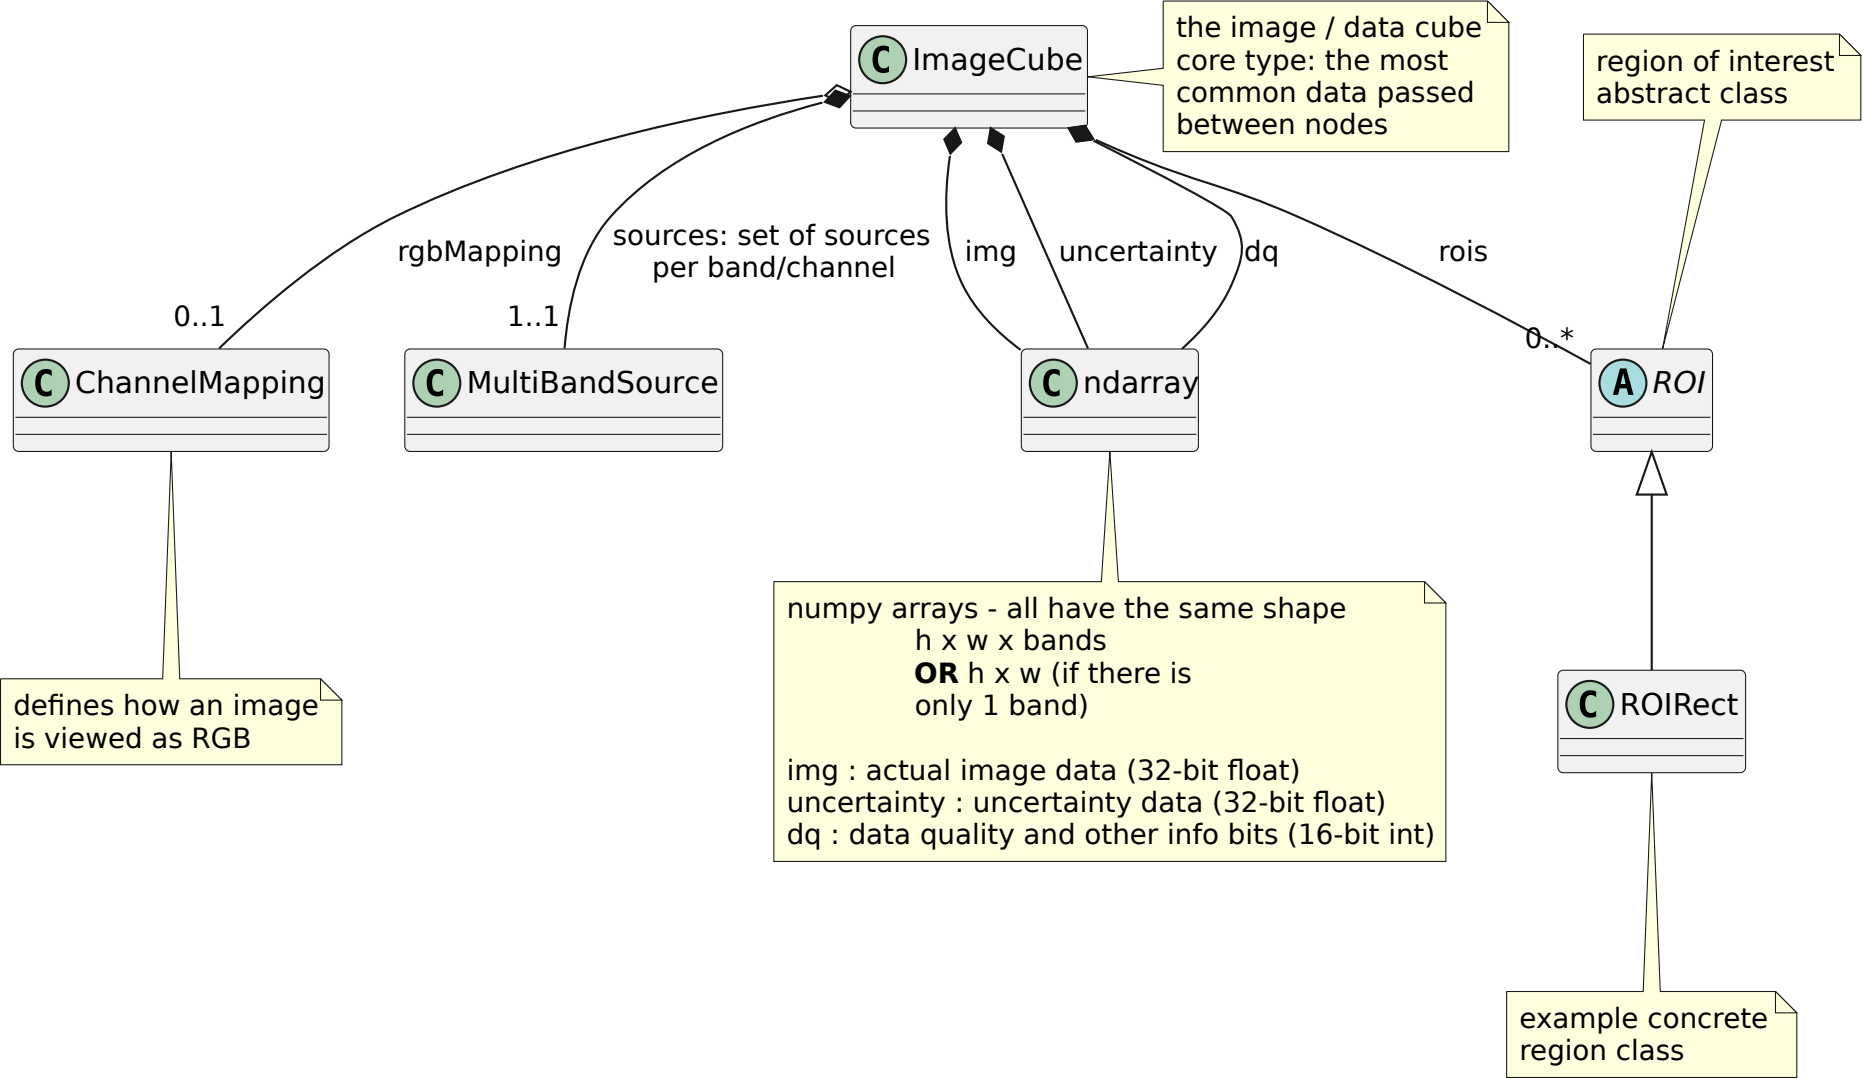 C ImageCube
the image / data cube
core type: the most
common data passed
between nodes
region of interest
abstract class
rgbMapping
sources: set of sources
per band/channel
img
uncertainty
dq
rois
0..1
1..1
0..*
C ChannelMapping
C MultiBandSource
C ndarray
A ROI
numpy arrays - all have the same shape
h x w x bands
OR h x w (if there is
only 1 band)
img : actual image data (32-bit float)
uncertainty : uncertainty data (32-bit float)
dq : data quality and other info bits (16-bit int)
defines how an image
is viewed as RGB
C ROIRect
example concrete
region class